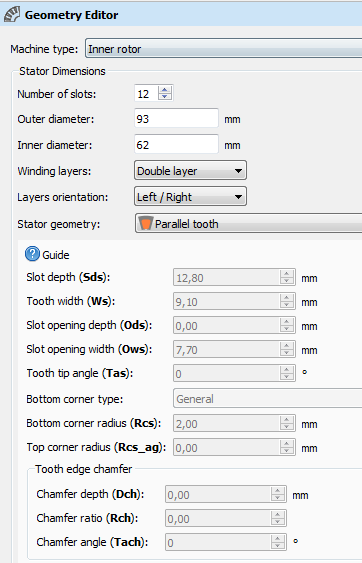 Geometry Editor
Machine type: Inner rotor
Stator Dimensions
Number of slots: 12
Outer diameter: 93 mm
Inner diameter: 62 mm
Winding layers: Double layer
Layers orientation: Left / Right
Stator geometry: Parallel tooth
? Guide
Slot depth (Sds): 12,80 mm
Tooth width (Ws): 9,10 mm
Slot opening depth (Ods): 0,00 mm
Slot opening width (Ows): 7,70 mm
Tooth tip angle (Tas): 0 °
Bottom corner type: General
Bottom corner radius (Rcs): 2,00 mm
Top corner radius (Rcs_ag): 0,00 mm
Tooth edge chamfer
Chamfer depth (Dch): 0,00 mm
Chamfer ratio (Rch): 0,00
Chamfer angle (Tach): 0 °